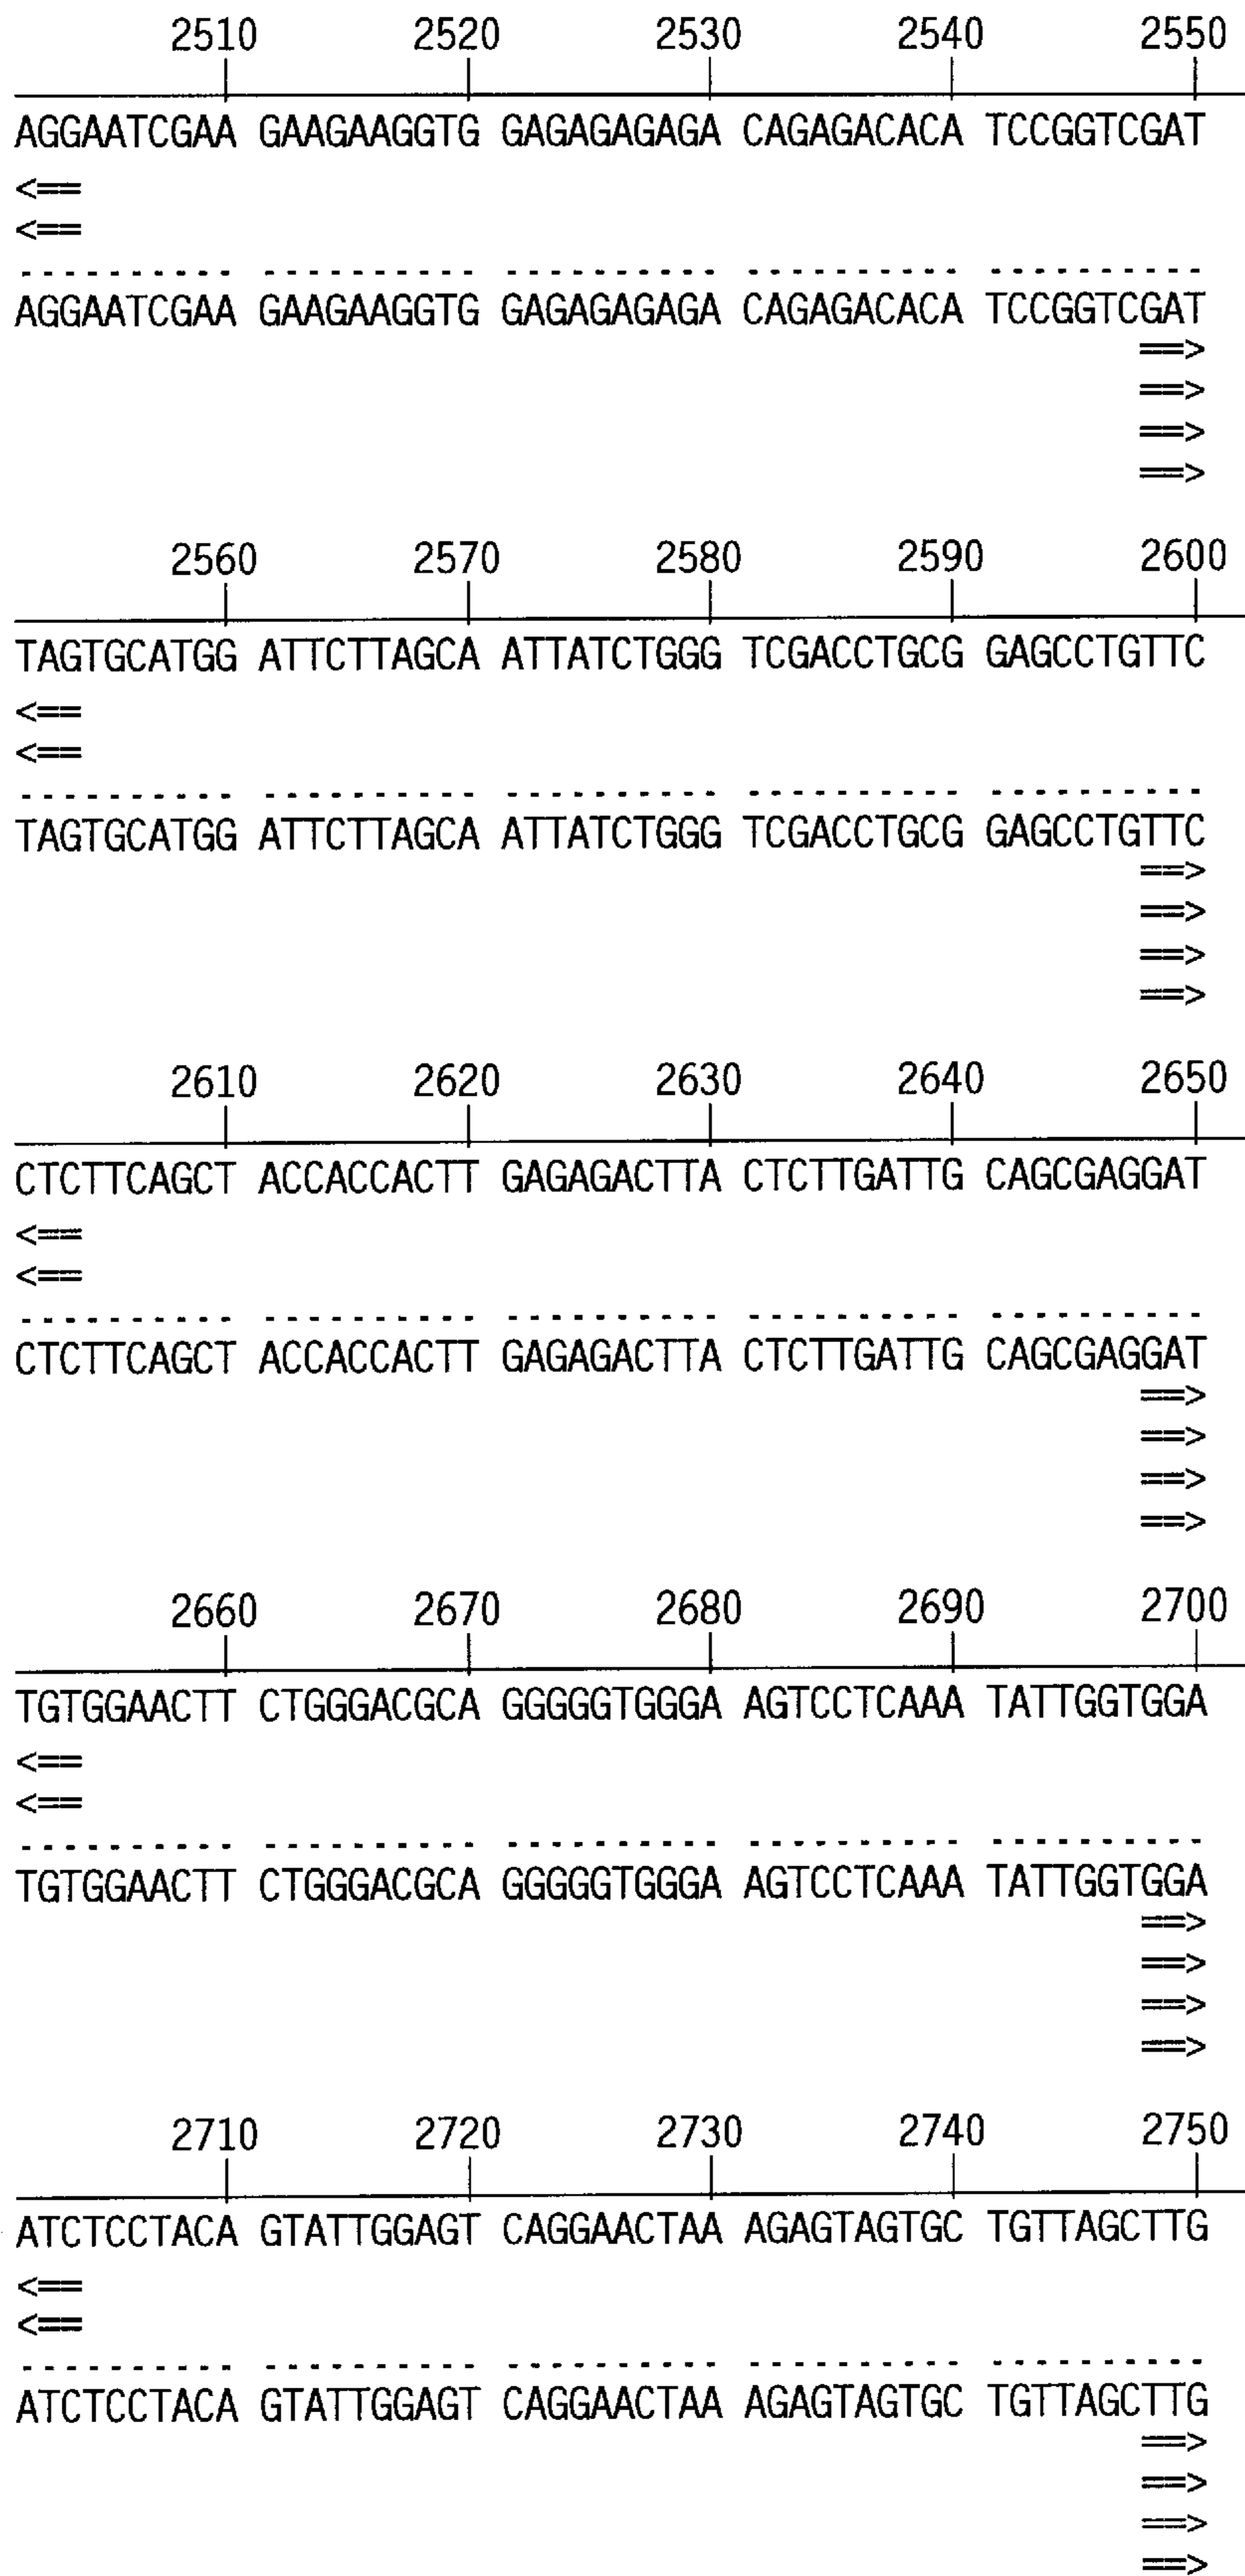 2510 2520 2530 2540 2550
AGGAATCGAA GAAGAAGGTG GAGAGAGAGA CAGAGACACA TCCGGTCGAT
<==
<==
---------- ---------- ---------- ---------- ----------
AGGAATCGAA GAAGAAGGTG GAGAGAGAGA CAGAGACACA TCCGGTCGAT
==>
==>
==>
==>
2560 2570 2580 2590 2600
TAGTGCATGG ATTCTTAGCA ATTATCTGGG TCGACCTGCG GAGCCTGTTC
<==
<==
---------- ---------- ---------- ---------- ----------
TAGTGCATGG ATTCTTAGCA ATTATCTGGG TCGACCTGCG GAGCCTGTTC
==>
==>
==>
==>
2610 2620 2630 2640 2650
CTCTTCAGCT ACCACCACTT GAGAGACTTA CTCTTGATTG CAGCGAGGAT
<==
<==
---------- ---------- ---------- ---------- ----------
CTCTTCAGCT ACCACCACTT GAGAGACTTA CTCTTGATTG CAGCGAGGAT
==>
==>
==>
==>
2660 2670 2680 2690 2700
TGTGGAACTT CTGGGACGCA GGGGGTGGGA AGTCCTCAAA TATTGGTGGA
<==
<==
---------- ---------- ---------- ---------- ----------
TGTGGAACTT CTGGGACGCA GGGGGTGGGA AGTCCTCAAA TATTGGTGGA
==>
==>
==>
==>
2710 2720 2730 2740 2750
ATCTCCTACA GTATTGGAGT CAGGAACTAA AGAGTAGTGC TGTTAGCTTG
<==
<==
---------- ---------- ---------- ---------- ----------
ATCTCCTACA GTATTGGAGT CAGGAACTAA AGAGTAGTGC TGTTAGCTTG
==>
==>
==>
==>